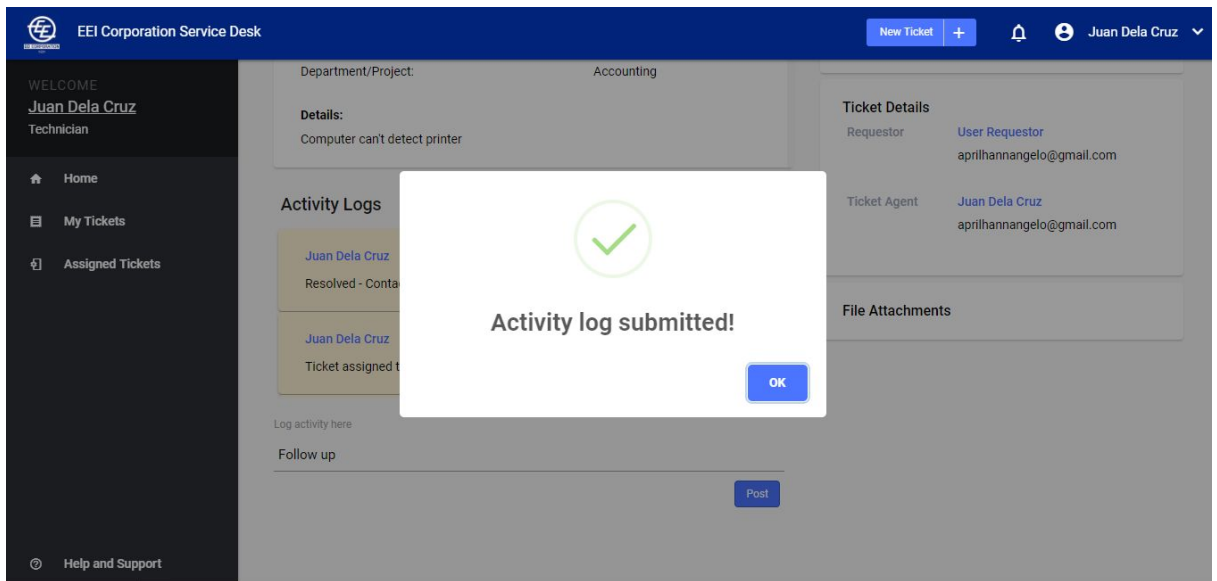 EEI Corporation Service Desk
New Ticket +
Juan Dela Cruz
WELCOME
Juan Dela Cruz
Technician
Home
My Tickets
Assigned Tickets
Help and Support
Department/Project: Accounting
Details:
Computer can't detect printer
Activity Logs
Juan Dela Cruz
Resolved - Conta
Juan Dela Cruz
Ticket assigned t
Log activity here
Follow up
Post
Activity log submitted!
OK
Ticket Details
Requestor User Requestor
aprilhannangelo@gmail.com
Ticket Agent Juan Dela Cruz
aprilhannangelo@gmail.com
File Attachments